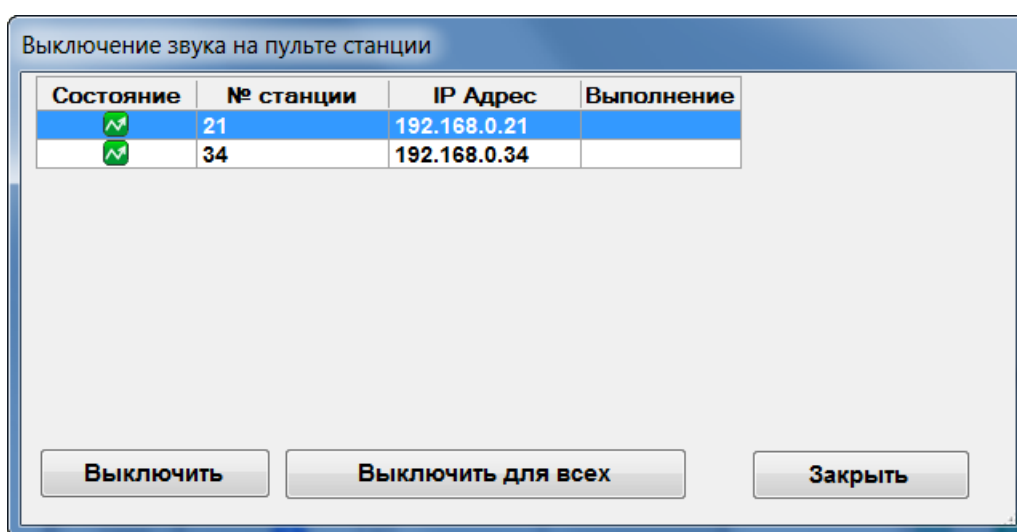 Выключение звука на пульте станции
Состояние № станции IP Адрес Выполнение
21 192.168.0.21
34 192.168.0.34
Выключить Выключить для всех Закрыть